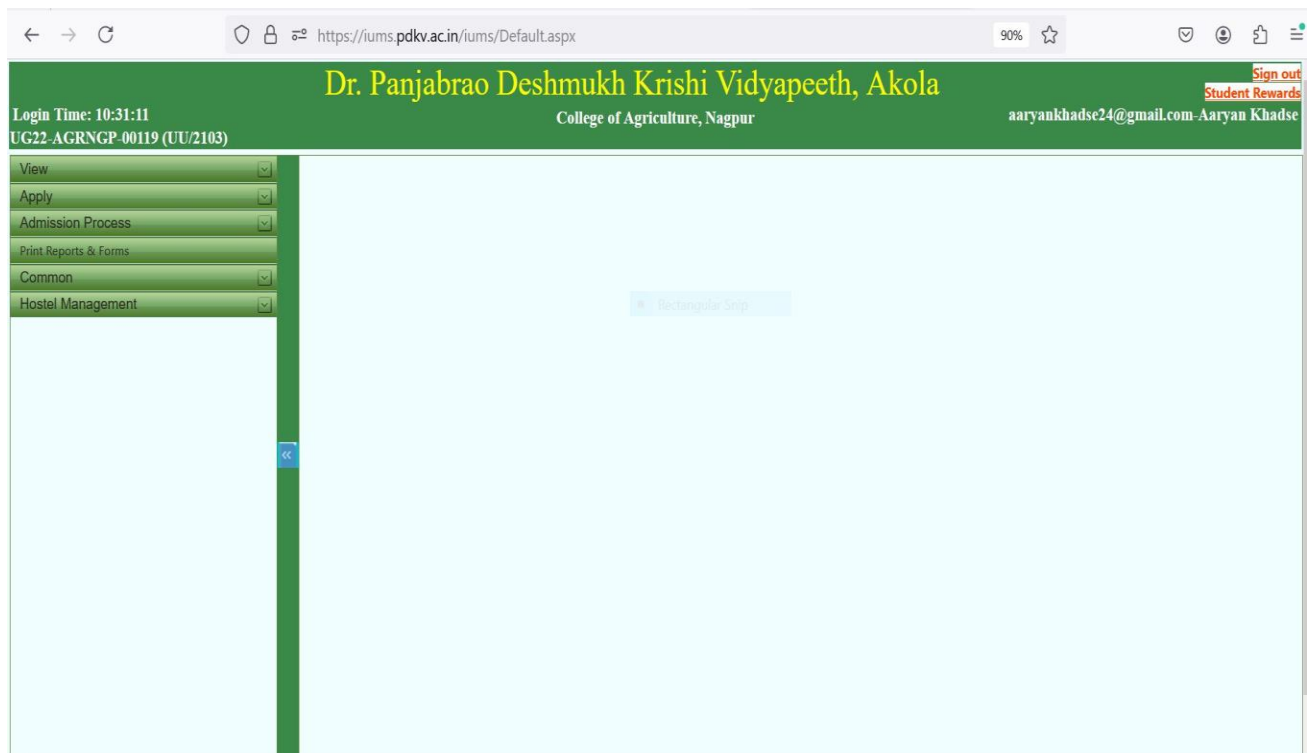 https://iums.pdkv.ac.in/iums/Default.aspx
90%
Dr. Panjabrao Deshmukh Krishi Vidyapeeth, Akola
Sign out
Student Rewards
Login Time: 10:31:11
College of Agriculture, Nagpur
aaryankhadse24@gmail.com-Aaryan Khadse
UG22-AGRNGP-00119 (UU/2103)
View
Apply
Admission Process
Print Reports & Forms
Common
Hostel Management
Rectangular Snip